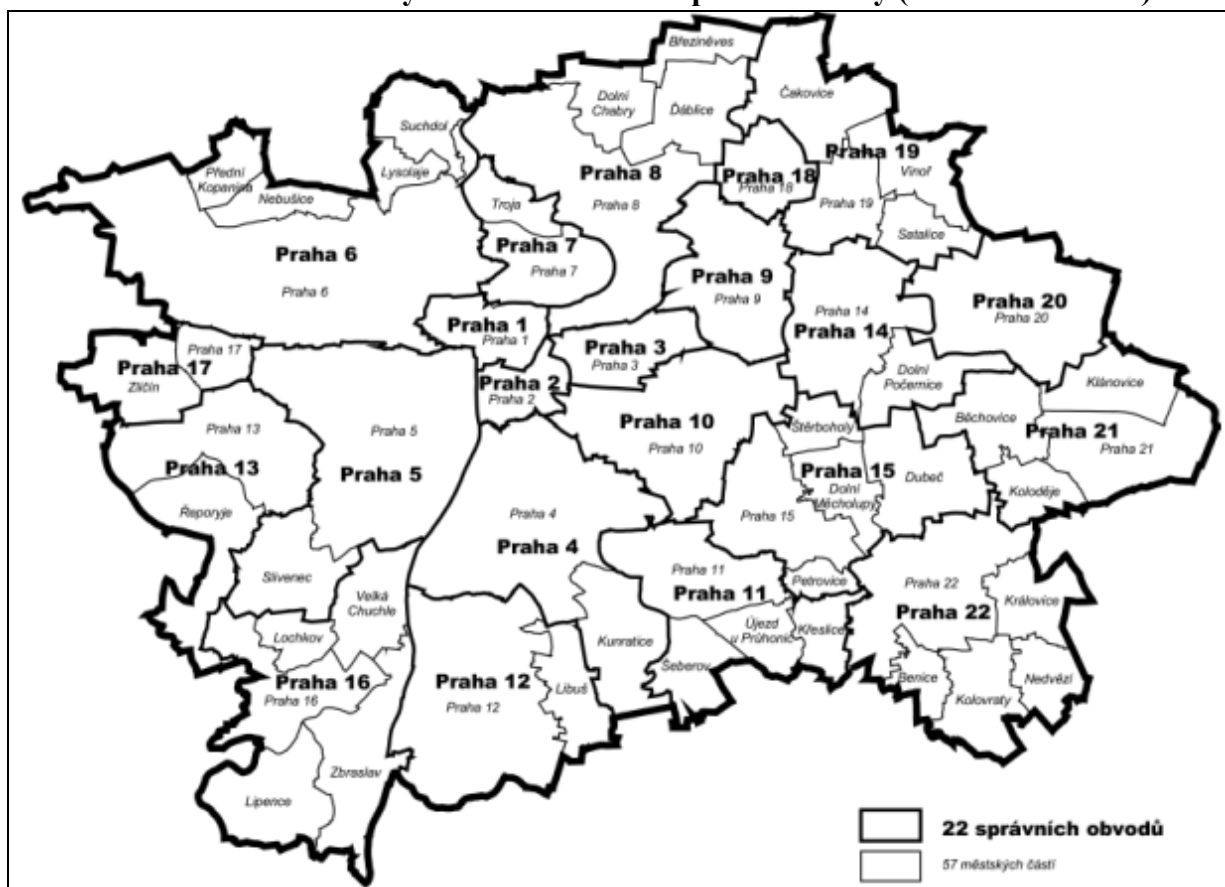 Březiněves
Čakovice
Dolní
Chabry
Ďáblice
Suchdol
Lysolaje
Přední
Kopanina
Nebušice
Praha 8
Praha 8
Praha 18
Praha 18
Praha 19
Vinoř
Praha 19
Satalice
Troja
Praha 7
Praha 7
Praha 6
Praha 6
Praha 9
Praha 9
Praha 20
Praha 20
Praha 14
Praha 14
Praha 1
Praha 1
Praha 3
Praha 3
Praha 17
Praha 17
Zličín
Praha 2
Praha 2
Dolní
Počernice
Klánovice
Běchovice
Praha 21
Praha 21
Koloděje
Praha 10
Praha 10
Štěrboholy
Praha 15
Dolní
Měcholupy
Dubeč
Praha 15
Praha 13
Praha 13
Řeporyje
Praha 5
Praha 5
Praha 4
Praha 4
Praha 11
Praha 11
Petrovice
Praha 22
Praha 22
Královice
Slivenec
Velká
Chuchle
Lochkov
Kunratice
Újezd
u Průhonic
Křeslice
Šeberov
Benice
Kolovraty
Nedvězí
Praha 16
Praha 16
Praha 12
Praha 12
Libuš
Zbraslav
Lipence
22 správních obvodů
57 městských částí